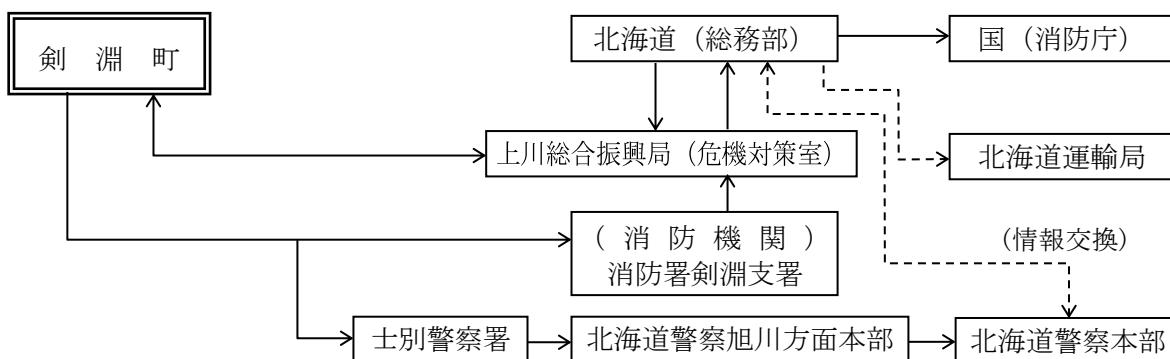 剣淵町
北海道(総務部)
国(消防庁)
上川総合振興局(危機対策室)
北海道運輸局
(消防機関)
消防署剣淵支署
(情報交換)
士別警察署
北海道警察旭川方面本部
北海道警察本部